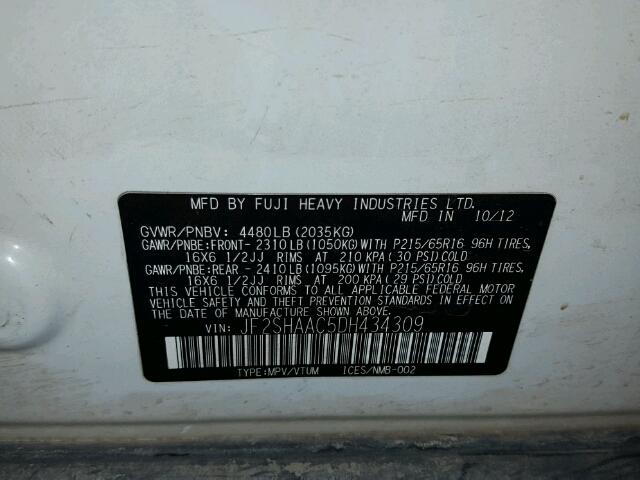 MFD BY FUJI HEAVY INDUSTRIES LTD.
MFD IN 10/12
GVWR/PNBV: 4480LB(2035KG)
GAWR/PNBE:FRONT-2310LB(1050KG)WITH P215/65R16 96H TIRES,
16X6 1/2JJ RIMS AT 210 KPA(30 PSI)COLD
GAWR/PNBE:REAR -2410LB(1095KG)WITH P215/65R16 96H TIRES,
16X6 1/2JJ RIMS AT 200 KPA(29 PSI)COLD
THIS VEHICLE CONFORMS TO ALL APPLICABLE FEDERAL MOTOR
VEHICLE SAFETY AND THEFT PREVENTION STANDARDS IN EFFECT ON
THE DATE OF MANUFACTURE SHOWN ABOVE.
VIN: JF2SHAAC5DH434309
TYPE:MPV/VTUM ICES/NMB-002